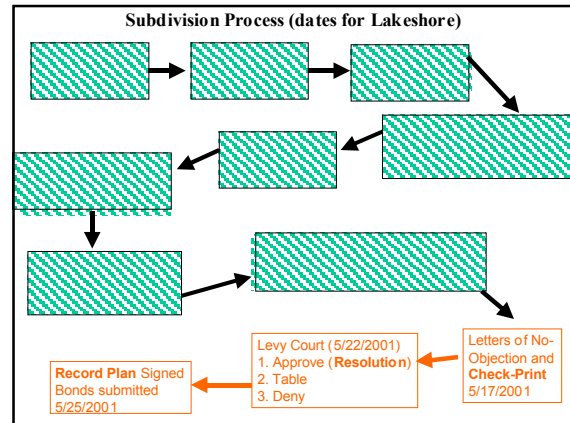 Subdivision Process (dates for Lakeshore)
Letters of No-
Objection and
Check-Print
5/17/2001
Levy Court (5/22/2001)
1. Approve (Resolution)
2. Table
3. Deny
Record Plan Signed
Bonds submitted
5/25/2001